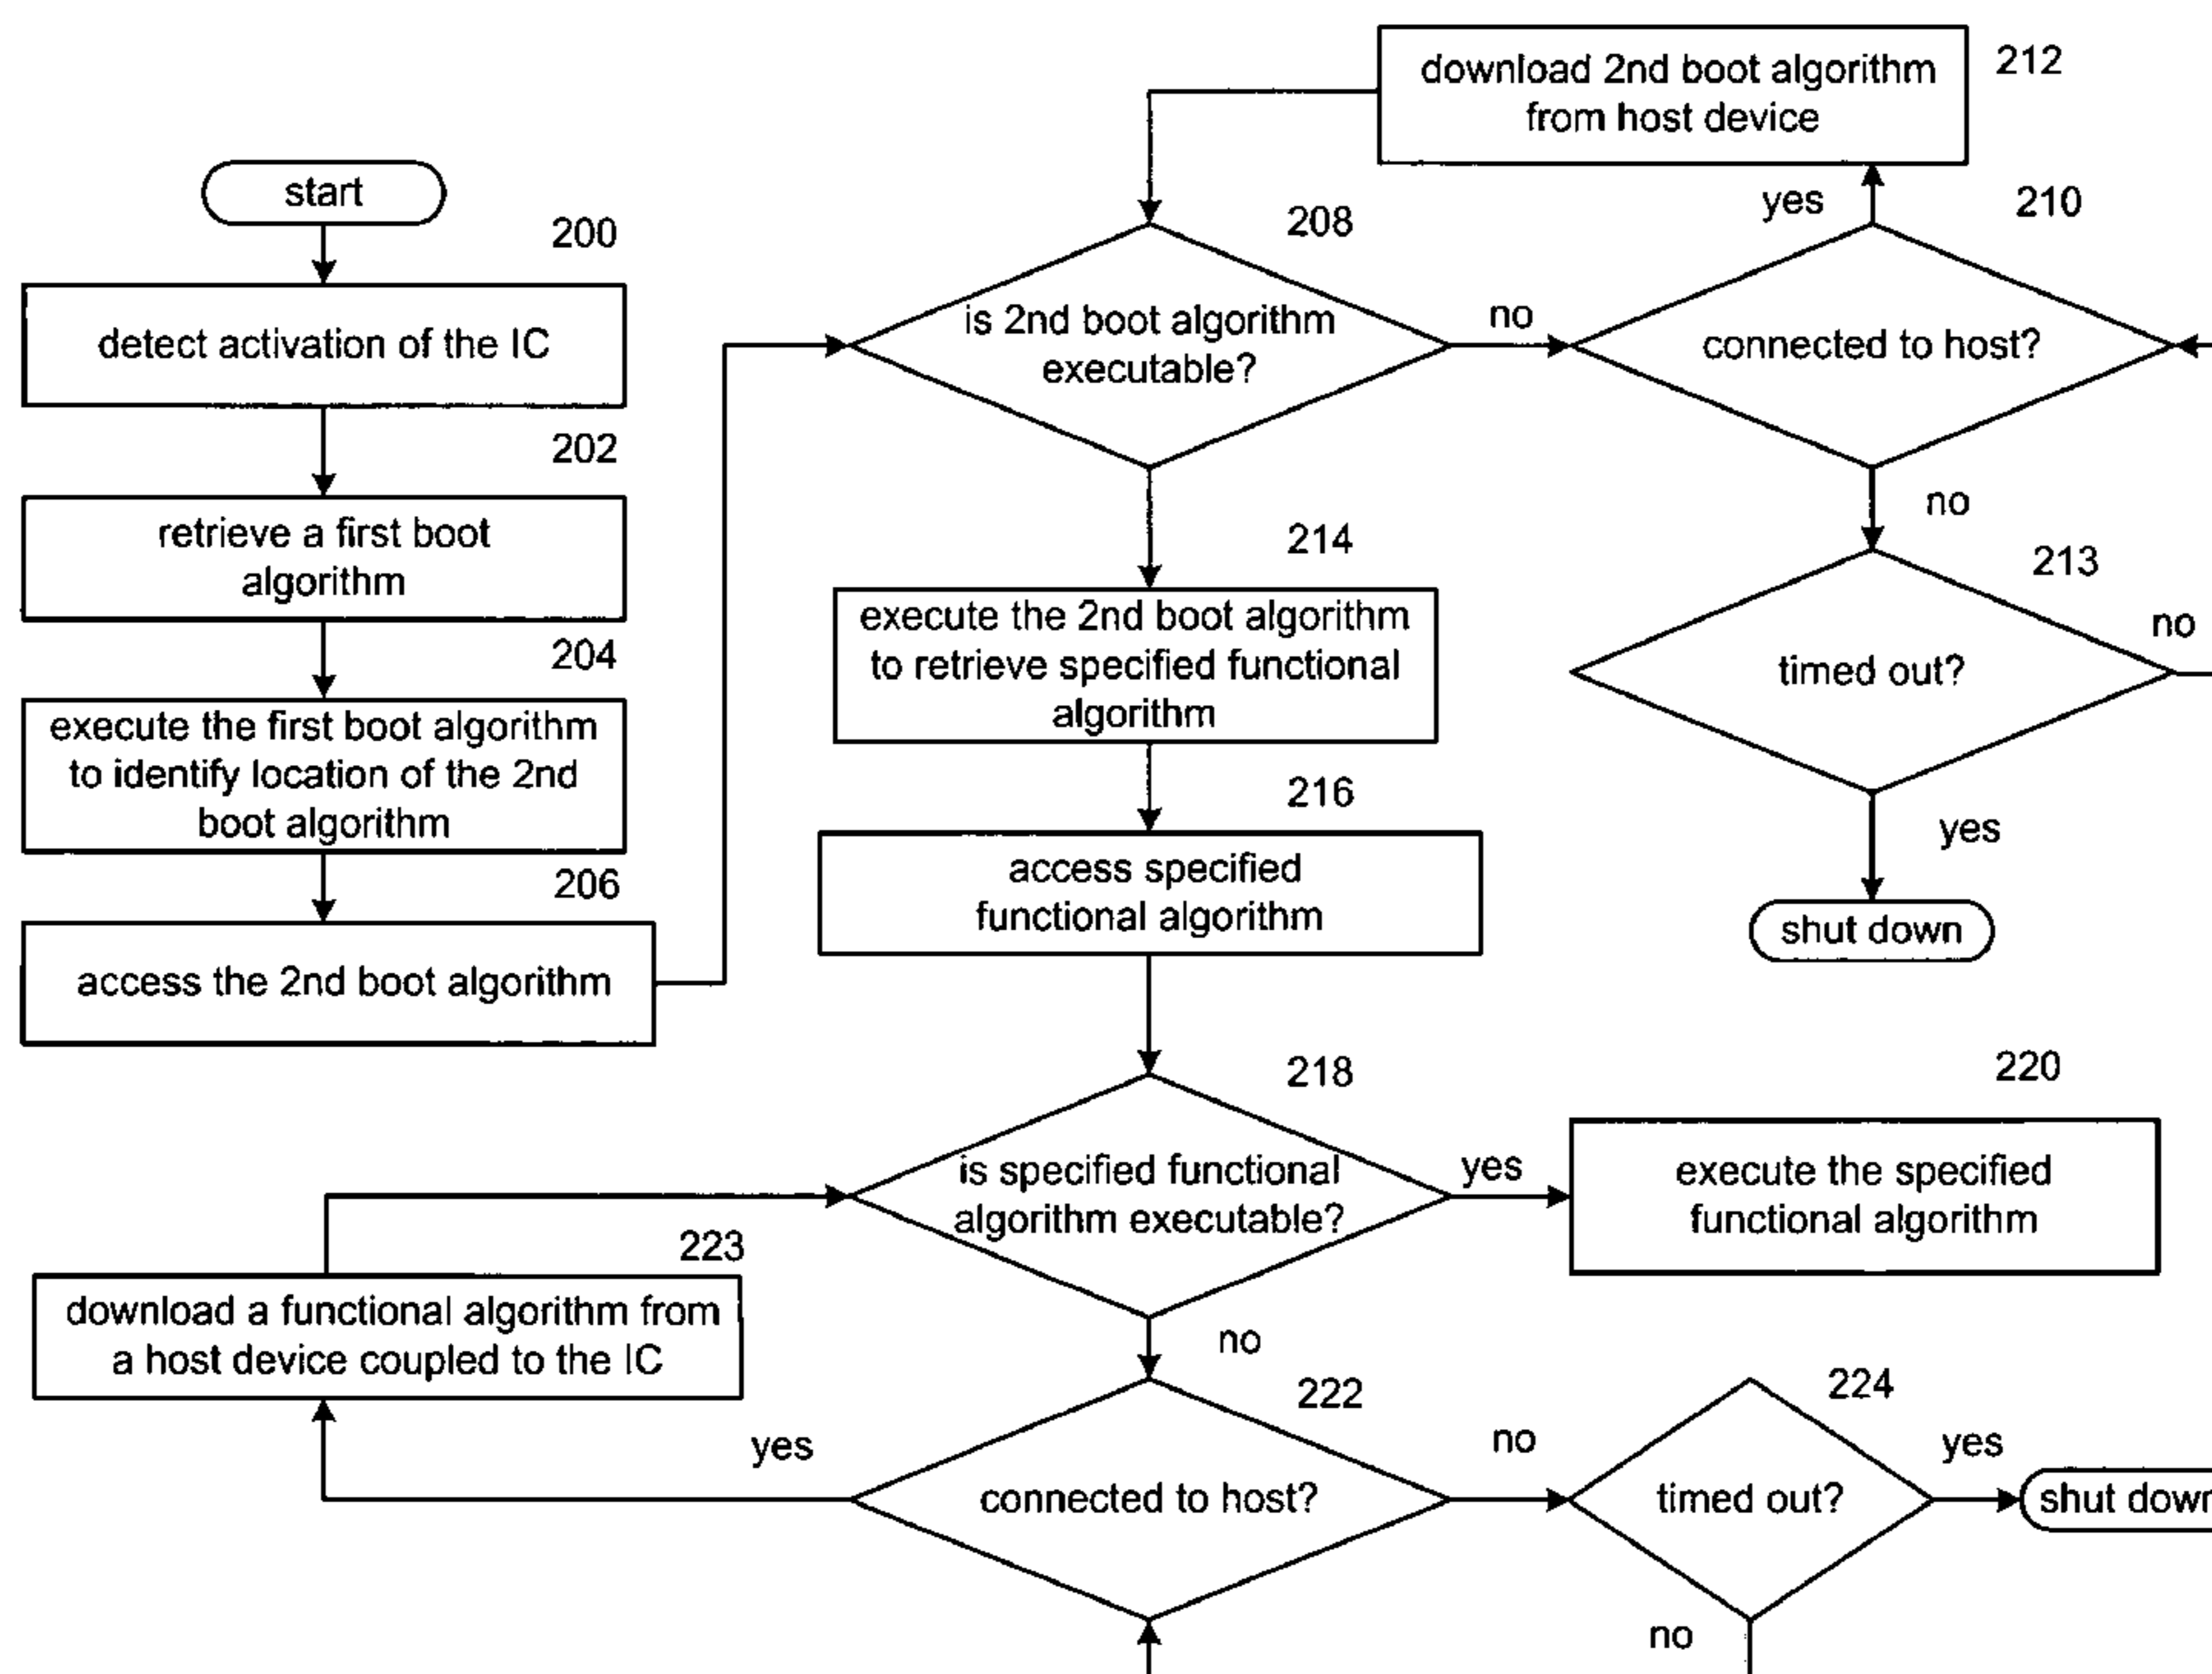 start
200
detect activation of the IC
202
retrieve a first boot
algorithm
204
execute the first boot algorithm
to identify location of the 2nd
boot algorithm
206
access the 2nd boot algorithm
download 2nd boot algorithm
from host device
212
208
is 2nd boot algorithm
executable?
no
yes
210
connected to host?
no
213
timed out?
no
yes
shut down
214
execute the 2nd boot algorithm
to retrieve specified functional
algorithm
216
access specified
functional algorithm
218
is specified functional
algorithm executable?
yes
220
execute the specified
functional algorithm
no
223
download a functional algorithm from
a host device coupled to the IC
yes
222
connected to host?
no
224
timed out?
yes
shut down
no